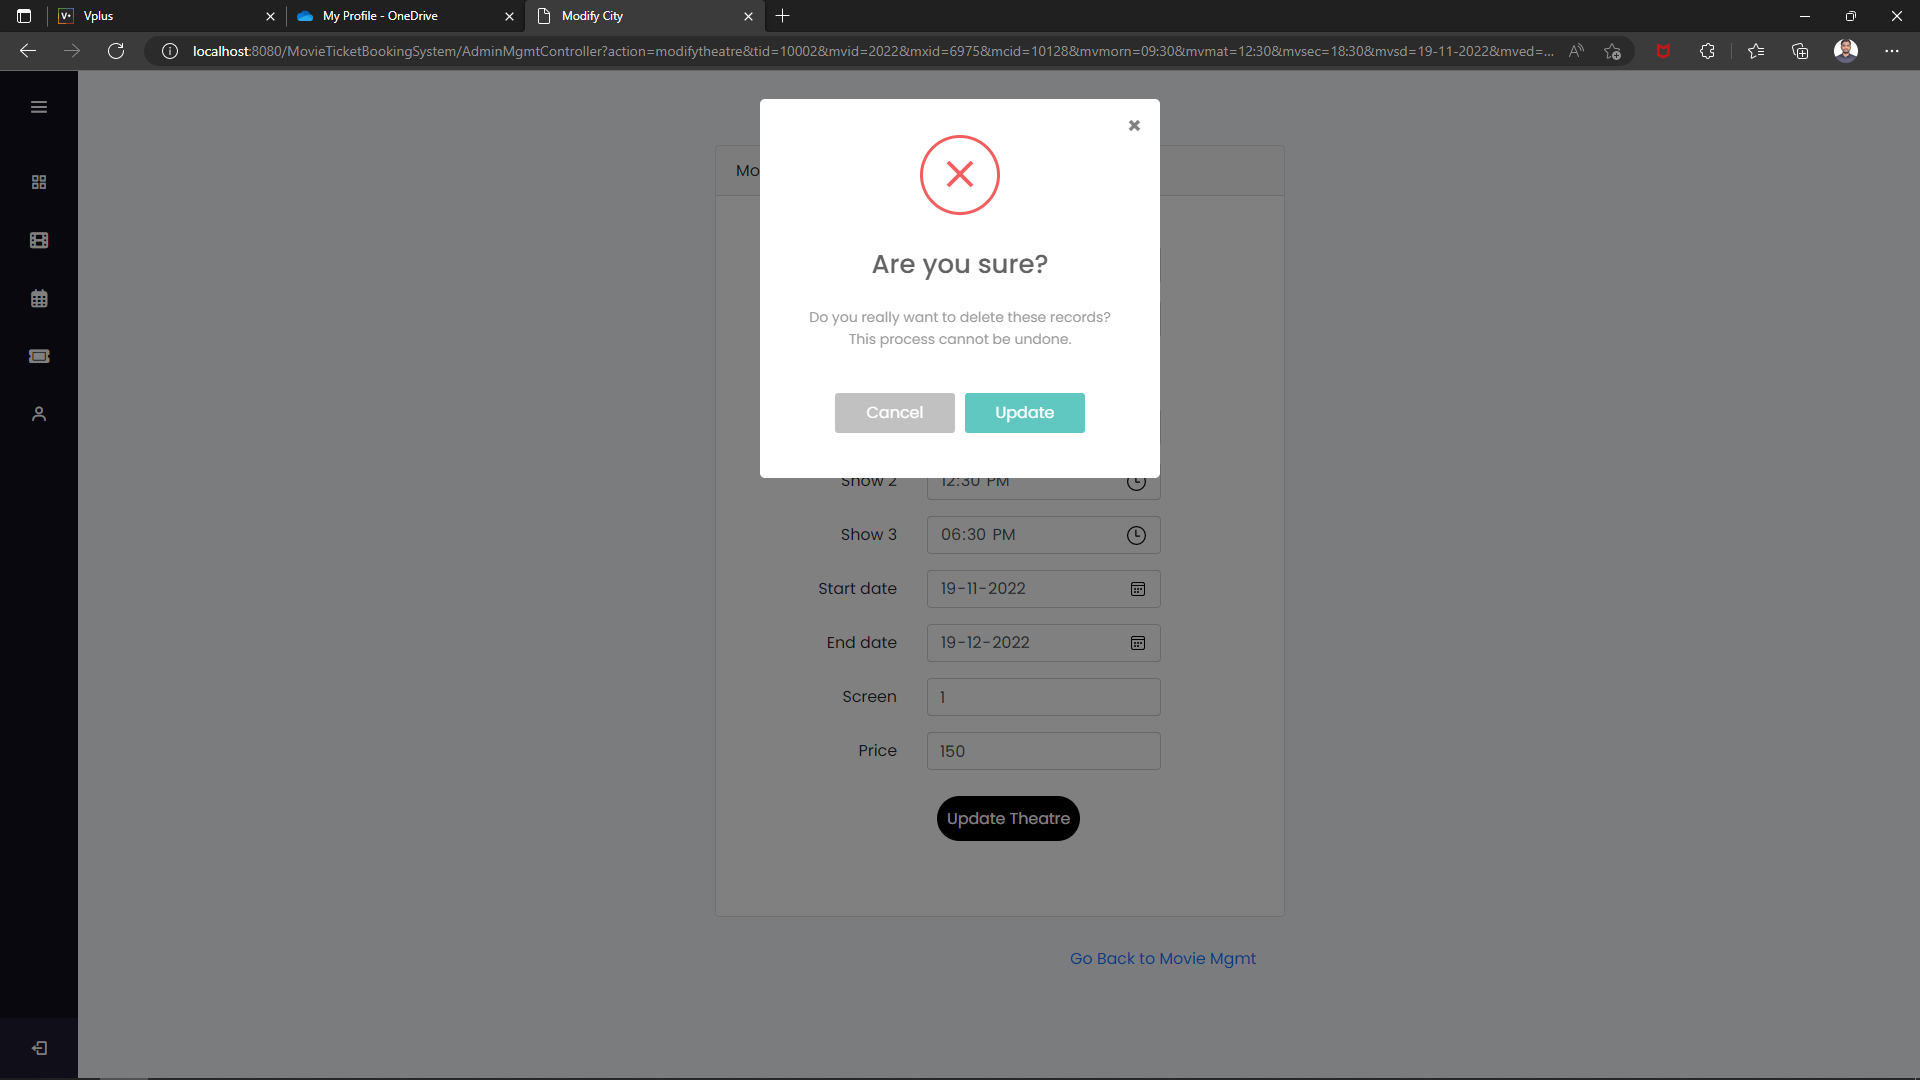 Vplus
My Profile - OneDrive
Modify City
localhost:8080/MovieTicketBookingSystem/AdminMgmtController?action=modifytheatre&tid=10002&mvid=2022&mxid=6975&mcid=10128&mvmorn=09:30&mvmat=12:30&mvsec=18:30&mvsd=19-11-2022&mved=...
Mo
Are you sure?
Do you really want to delete these records?
This process cannot be undone.
Cancel Update
Show 2 12:30 PM
Show 3 06:30 PM
Start date 19-11-2022
End date 19-12-2022
Screen 1
Price 150
Update Theatre
Go Back to Movie Mgmt